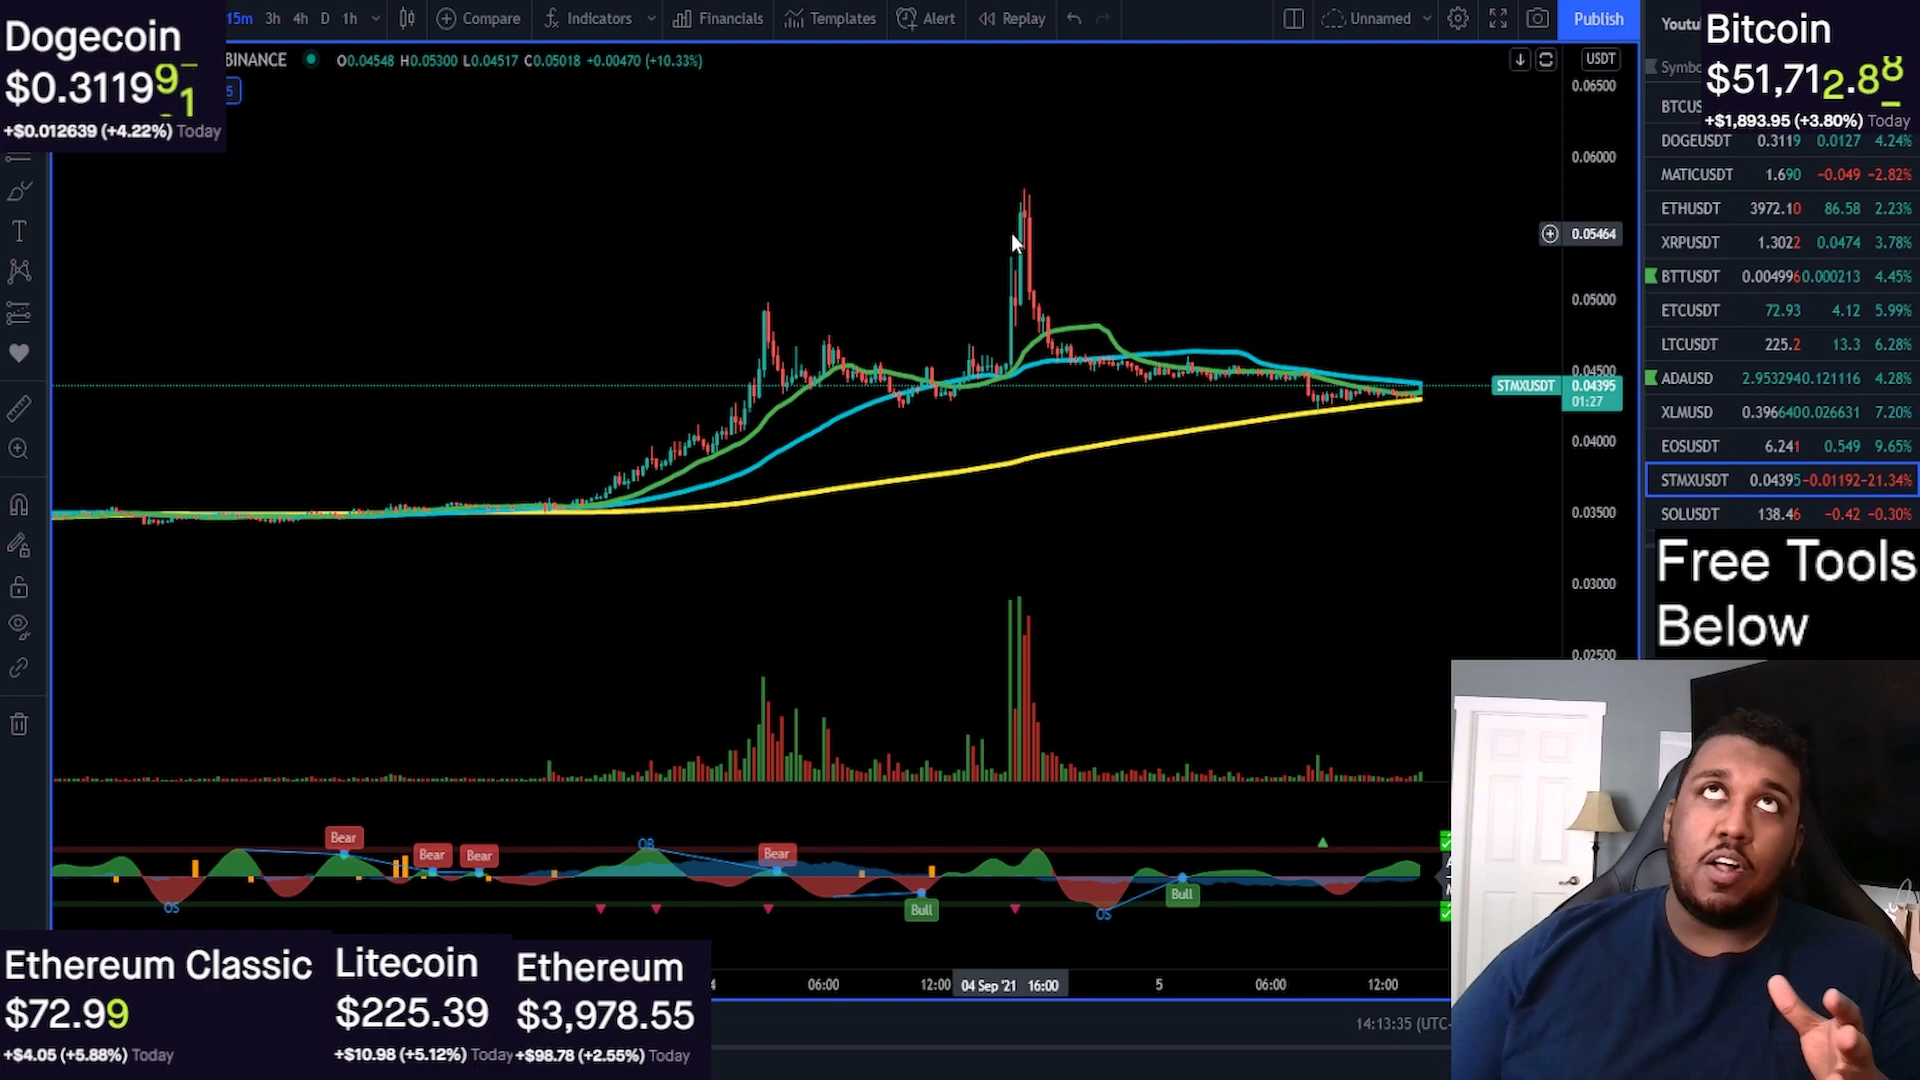 Dogecoin
$0.3119
+$0.012639 (+4.22%) Today
15m 3h 4h D 1h Compare Indicators Financials Templates Alert Replay Unnamed Publish
BINANCE O0.04548 H0.05300 L0.04517 C0.05018 +0.00470 (+10.33%)
5
USDT
0.06500
0.06000
0.05464
0.05000
0.04500
STMXUSDT 0.04395
01:27
0.04000
0.03500
0.03000
0.02500
Bitcoin
$51,712.8
+$1,893.95 (+3.80%) Today
DOGEUSDT 0.3119 0.0127 4.24%
MATICUSDT 1.690 −0.049 −2.82%
ETHUSDT 3972.10 86.58 2.23%
XRPUSDT 1.3022 0.0474 3.78%
BTTUSDT 0.004996 0.000213 4.45%
ETCUSDT 72.93 4.12 5.99%
LTCUSDT 225.2 13.3 6.28%
ADAUSD 2.953294 0.121116 4.28%
XLMUSD 0.396640 0.026631 7.20%
EOSUSDT 6.241 0.549 9.65%
STMXUSDT 0.04395 −0.01192 −21.34%
SOLUSDT 138.46 −0.42 −0.30%
Free Tools
Below
Bear
Bear
Bear
OB
Bear
OS
Bull
OS
Bull
06:00 12:00 04 Sep '21 16:00 5 06:00 12:00
14:13:35 (UTC-
Ethereum Classic
$72.99
+$4.05 (+5.88%) Today
Litecoin
$225.39
+$10.98 (+5.12%) Today
Ethereum
$3,978.55
+$98.78 (+2.55%) Today